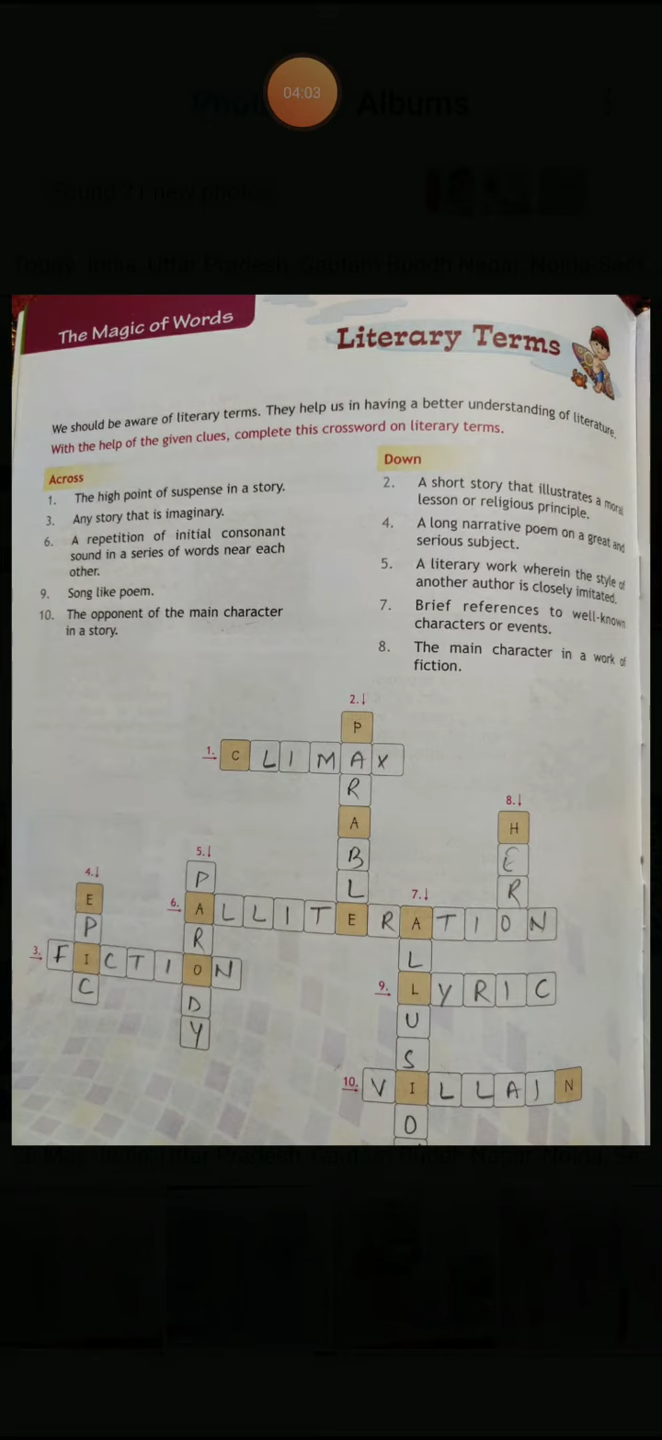 04:03
Albums
The Magic of Words
Literary Terms
We should be aware of literary terms. They help us in having a better understanding of literature.
With the help of the given clues, complete this crossword on literary terms.
Across
1. The high point of suspense in a story.
3. Any story that is imaginary.
6. A repetition of initial consonant
sound in a series of words near each
other.
9. Song like poem.
10. The opponent of the main character
in a story.
Down
2. A short story that illustrates a moral
lesson or religious principle.
4. A long narrative poem on a great and
serious subject.
5. A literary work wherein the style of
another author is closely imitated.
7. Brief references to well-known
characters or events.
8. The main character in a work of
fiction.
2.↓
P
1. C L I M A X
R
8.↓
A
H
5.↓
B
E
4.↓
P
L
7.↓
R
E
6. A L L I T E R A T I O N
P
R
L
3. F I C T I O N
9. L Y R I C
C
D
U
Y
S
10. V I L L A I N
O